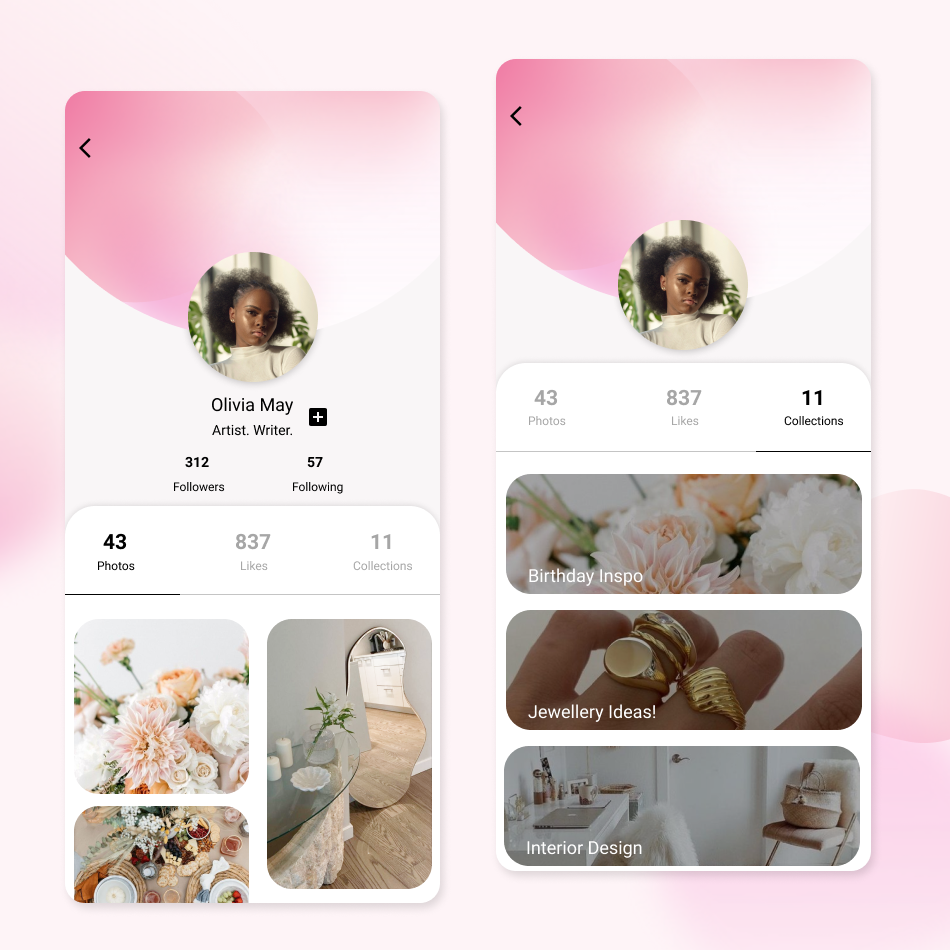 Olivia May
Artist. Writer.
312 57
Followers Following
43 837 11
Photos Likes Collections
43 837 11
Photos Likes Collections
Birthday Inspo
Jewellery Ideas!
Interior Design